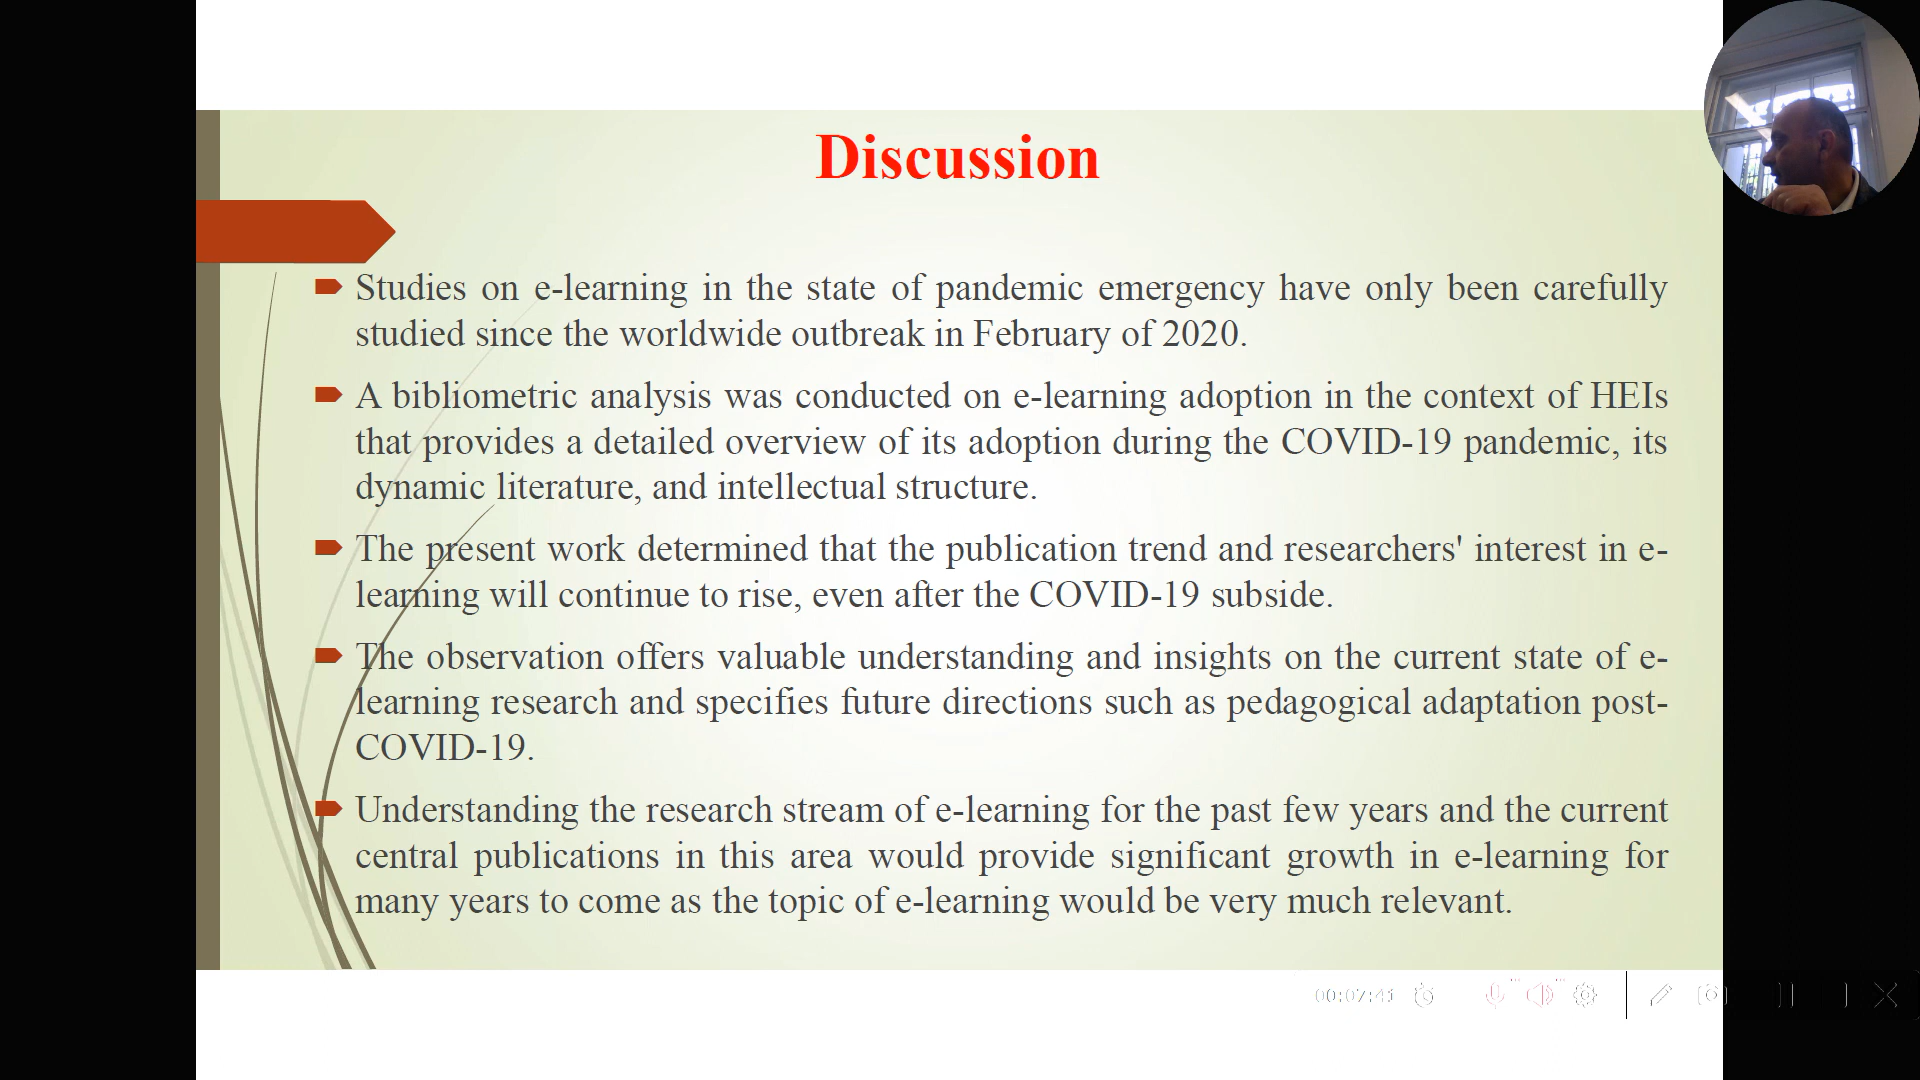 Discussion
Studies on e-learning in the state of pandemic emergency have only been carefully
studied since the worldwide outbreak in February of 2020.
A bibliometric analysis was conducted on e-learning adoption in the context of HEIs
that provides a detailed overview of its adoption during the COVID-19 pandemic, its
dynamic literature, and intellectual structure.
The present work determined that the publication trend and researchers' interest in e-
learning will continue to rise, even after the COVID-19 subside.
The observation offers valuable understanding and insights on the current state of e-
learning research and specifies future directions such as pedagogical adaptation post-
COVID-19.
Understanding the research stream of e-learning for the past few years and the current
central publications in this area would provide significant growth in e-learning for
many years to come as the topic of e-learning would be very much relevant.
00:07:41